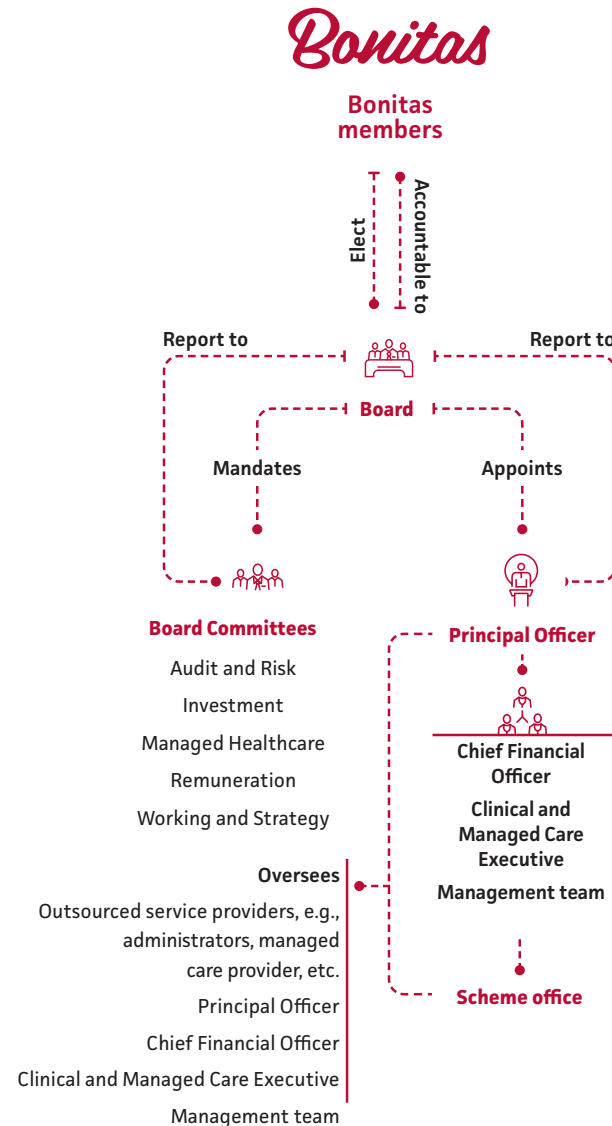 Bonitas
Bonitas
members
Elect
Accountable to
Report to
Report to
Board
Mandates
Appoints
Board Committees
Audit and Risk
Investment
Managed Healthcare
Remuneration
Working and Strategy
Principal Officer
Chief Financial
Officer
Clinical and
Managed Care
Executive
Management team
Scheme office
Oversees
Outsourced service providers, e.g.,
administrators, managed
care provider, etc.
Principal Officer
Chief Financial Officer
Clinical and Managed Care Executive
Management team